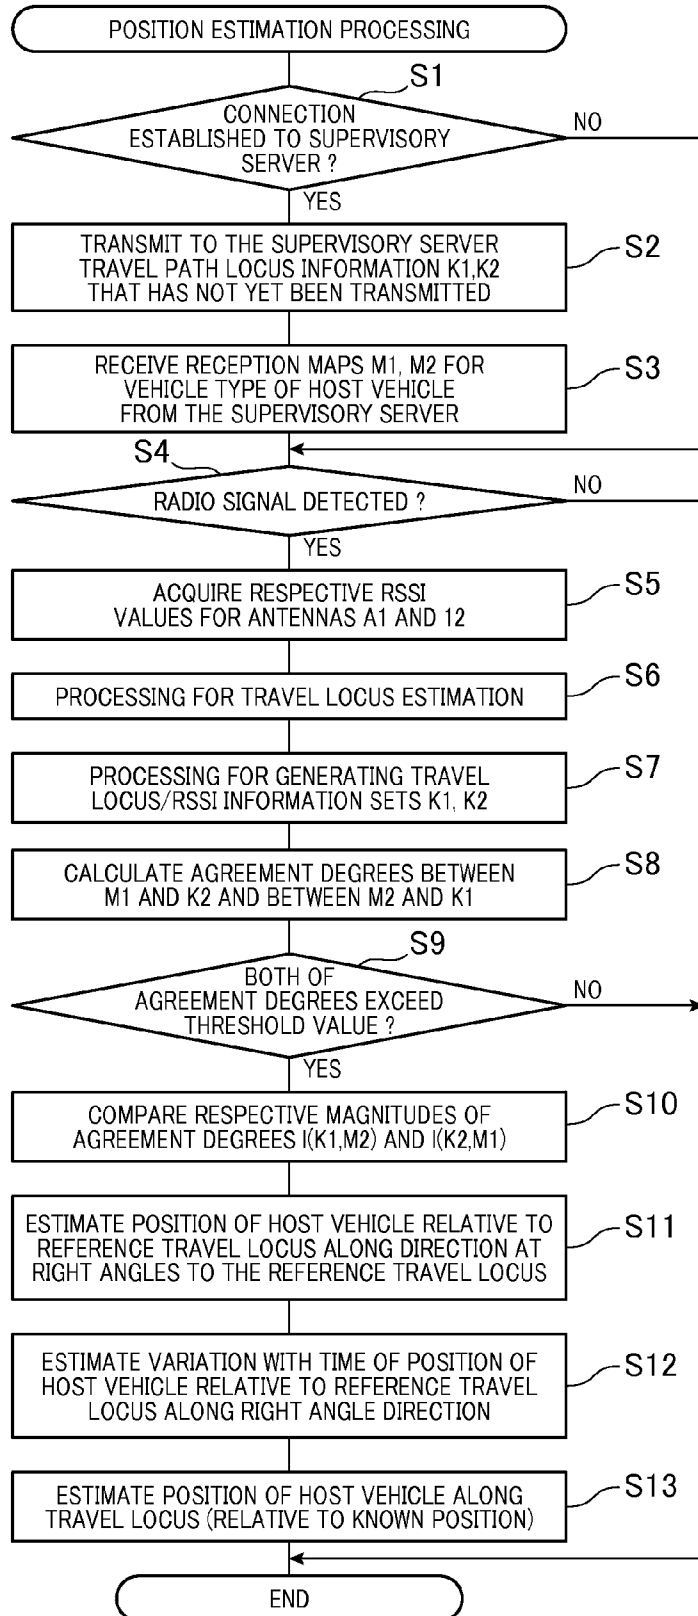 POSITION ESTIMATION PROCESSING
S1
CONNECTION
ESTABLISHED TO SUPERVISORY
SERVER ?
NO
YES
TRANSMIT TO THE SUPERVISORY SERVER
TRAVEL PATH LOCUS INFORMATION K1,K2
THAT HAS NOT YET BEEN TRANSMITTED
S2
RECEIVE RECEPTION MAPS M1, M2 FOR
VEHICLE TYPE OF HOST VEHICLE
FROM THE SUPERVISORY SERVER
S3
S4
RADIO SIGNAL DETECTED ?
NO
YES
ACQUIRE RESPECTIVE RSSI
VALUES FOR ANTENNAS A1 AND 12
S5
PROCESSING FOR TRAVEL LOCUS ESTIMATION
S6
PROCESSING FOR GENERATING TRAVEL
LOCUS/RSSI INFORMATION SETS K1, K2
S7
CALCULATE AGREEMENT DEGREES BETWEEN
M1 AND K2 AND BETWEEN M2 AND K1
S8
S9
BOTH OF
AGREEMENT DEGREES EXCEED
THRESHOLD VALUE ?
NO
YES
COMPARE RESPECTIVE MAGNITUDES OF
AGREEMENT DEGREES I(K1,M2) AND I(K2,M1)
S10
ESTIMATE POSITION OF HOST VEHICLE RELATIVE TO
REFERENCE TRAVEL LOCUS ALONG DIRECTION AT
RIGHT ANGLES TO THE REFERENCE TRAVEL LOCUS
S11
ESTIMATE VARIATION WITH TIME OF POSITION OF
HOST VEHICLE RELATIVE TO REFERENCE TRAVEL
LOCUS ALONG RIGHT ANGLE DIRECTION
S12
ESTIMATE POSITION OF HOST VEHICLE ALONG
TRAVEL LOCUS (RELATIVE TO KNOWN POSITION)
S13
END